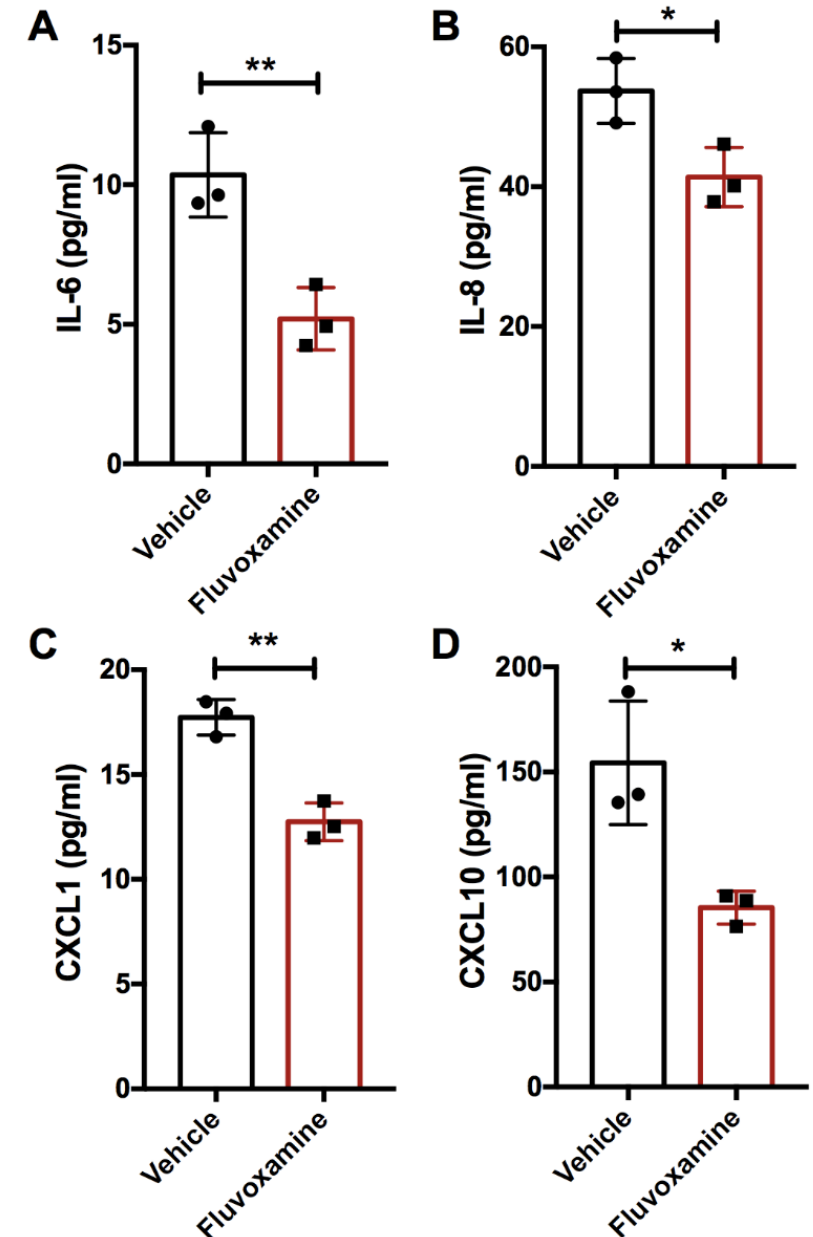 A
IL-6 (pg/ml)
15
10
5
0
**
Vehicle
Fluvoxamine
B
IL-8 (pg/ml)
60
40
20
0
*
Vehicle
Fluvoxamine
C
CXCL1 (pg/ml)
20
15
10
5
0
**
Vehicle
Fluvoxamine
D
CXCL10 (pg/ml)
200
150
100
50
0
*
Vehicle
Fluvoxamine